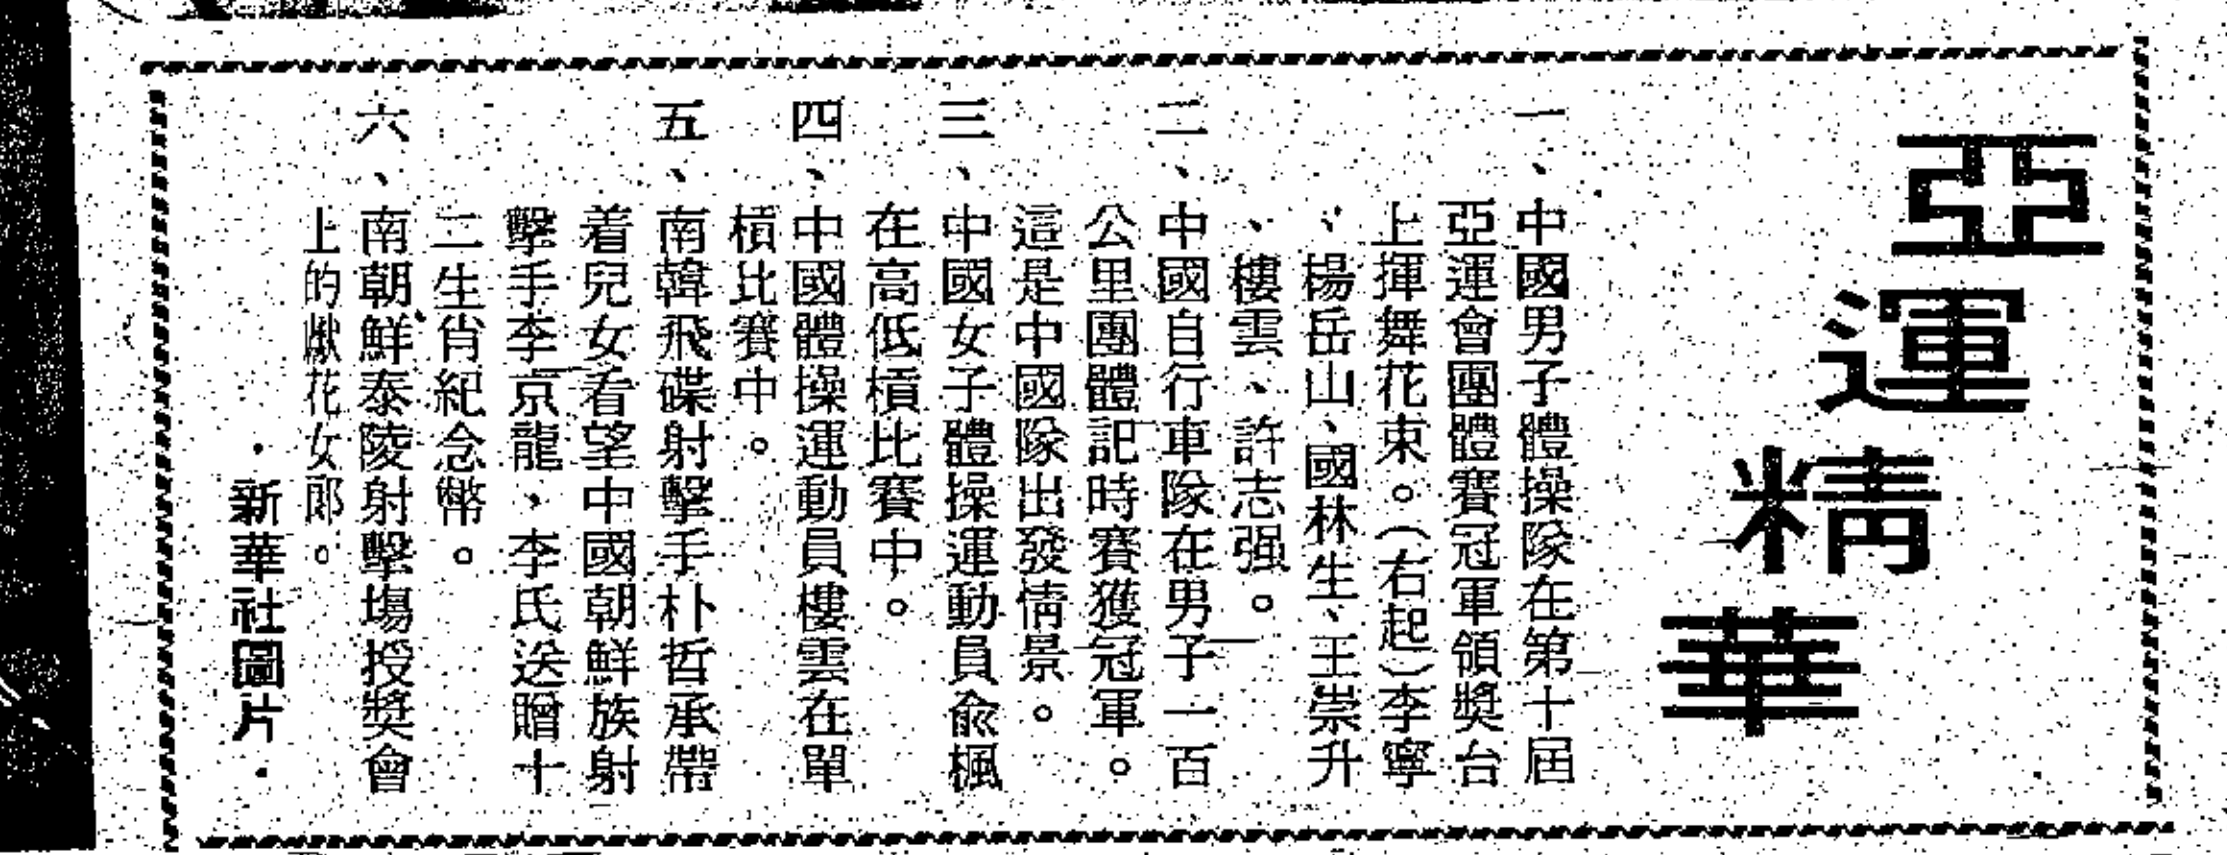 亞運精華
一、中國男子體操隊在第十屆
亞運會團體賽冠軍領獎台
上揮舞花束。（右起）李寧
、楊岳山、國林生、王崇升
、樓雲、許志强。
二、中國自行車隊在男子一百
公里團體記時賽獲冠軍。
這是中國隊出發情景。
三、中國女子體操運動員兪楓
在高低槓比賽中。
四、中國體操運動員樓雲在單
槓比賽中。
五、南韓飛碟射擊手朴哲承帶
着兒女看望中國朝鮮族射
擊手李京龍、李氏送贈十
二生肖紀念幣。
六、南朝鮮泰陵射擊塲授獎會
上的獻花女郎。
·新華社圖片·